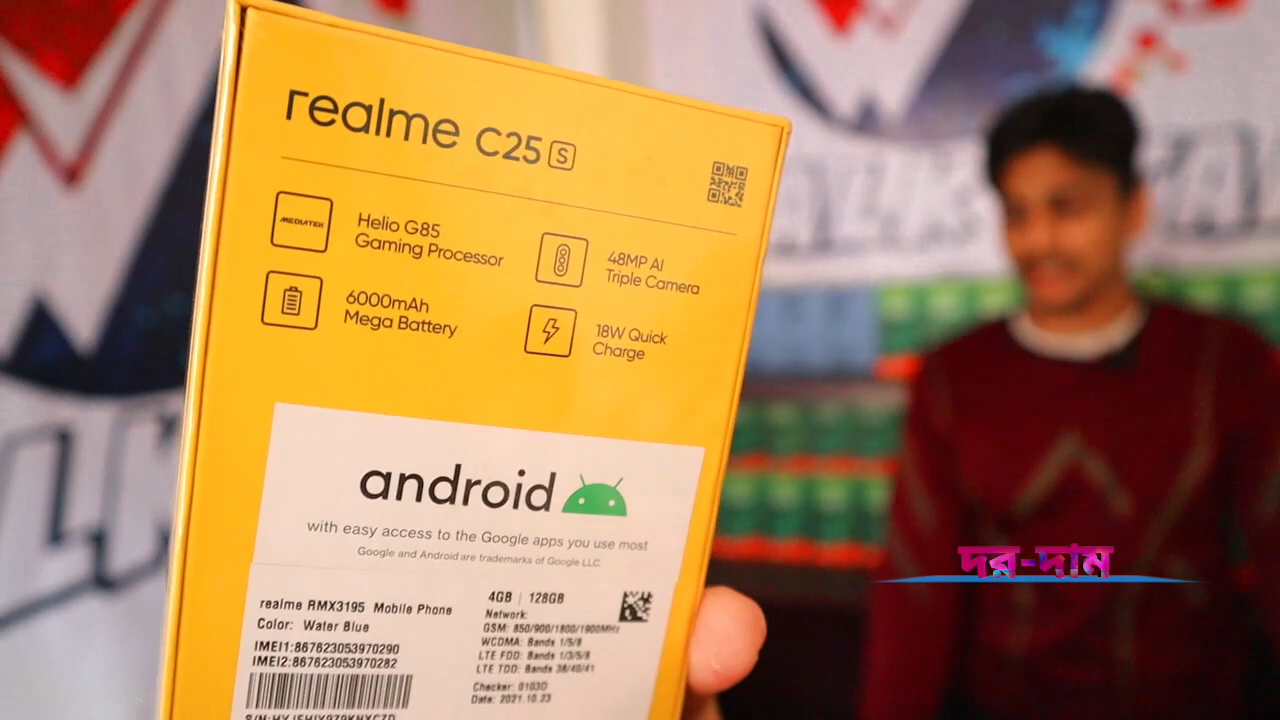 realme C25 S
MEDIATEK
Helio G85
Gaming Processor
48MP AI
Triple Camera
6000mAh
Mega Battery
18W Quick
Charge
android
with easy access to the Google apps you use most
Google and Android are trademarks of Google LLC.
realme RMX3195 Mobile Phone
Color: Water Blue
IMEI1:867623053970290
IMEI2:867623053970282
4GB | 128GB
Network:
GSM: 850/900/1800/1900MHz
WCDMA: Bands 1/5/8
LTE FDD: Bands 1/3/5/8
LTE TDD: Bands 38/40/41
Checker: 0103D
Date: 2021.10.23
দর-দাম